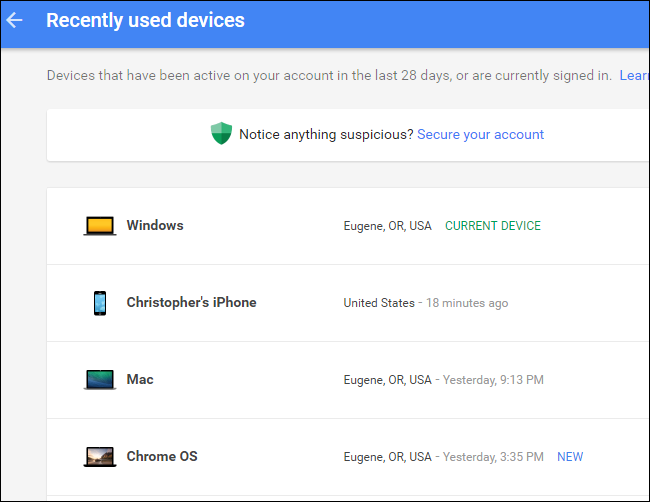 Recently used devices
Devices that have been active on your account in the last 28 days, or are currently signed in. Learn
Notice anything suspicious? Secure your account
Windows Eugene, OR, USA CURRENT DEVICE
Christopher's iPhone United States - 18 minutes ago
Mac Eugene, OR, USA - Yesterday, 9:13 PM
Chrome OS Eugene, OR, USA - Yesterday, 3:35 PM NEW